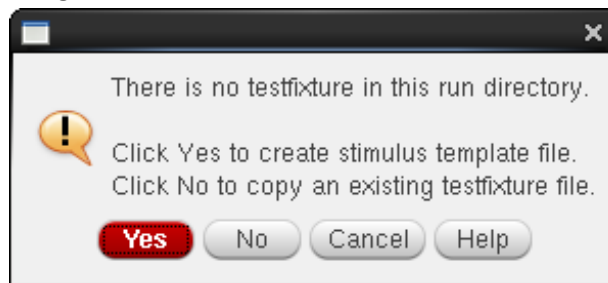 There is no testfixture in this run directory.
Click Yes to create stimulus template file.
Click No to copy an existing testfixture file.
Yes No Cancel Help